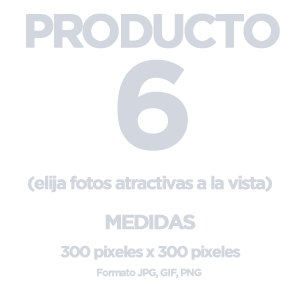 PRODUCTO
6
(elija fotos atractivas a la vista)
MEDIDAS
300 pixeles x 300 pixeles
Formato JPG, GIF, PNG